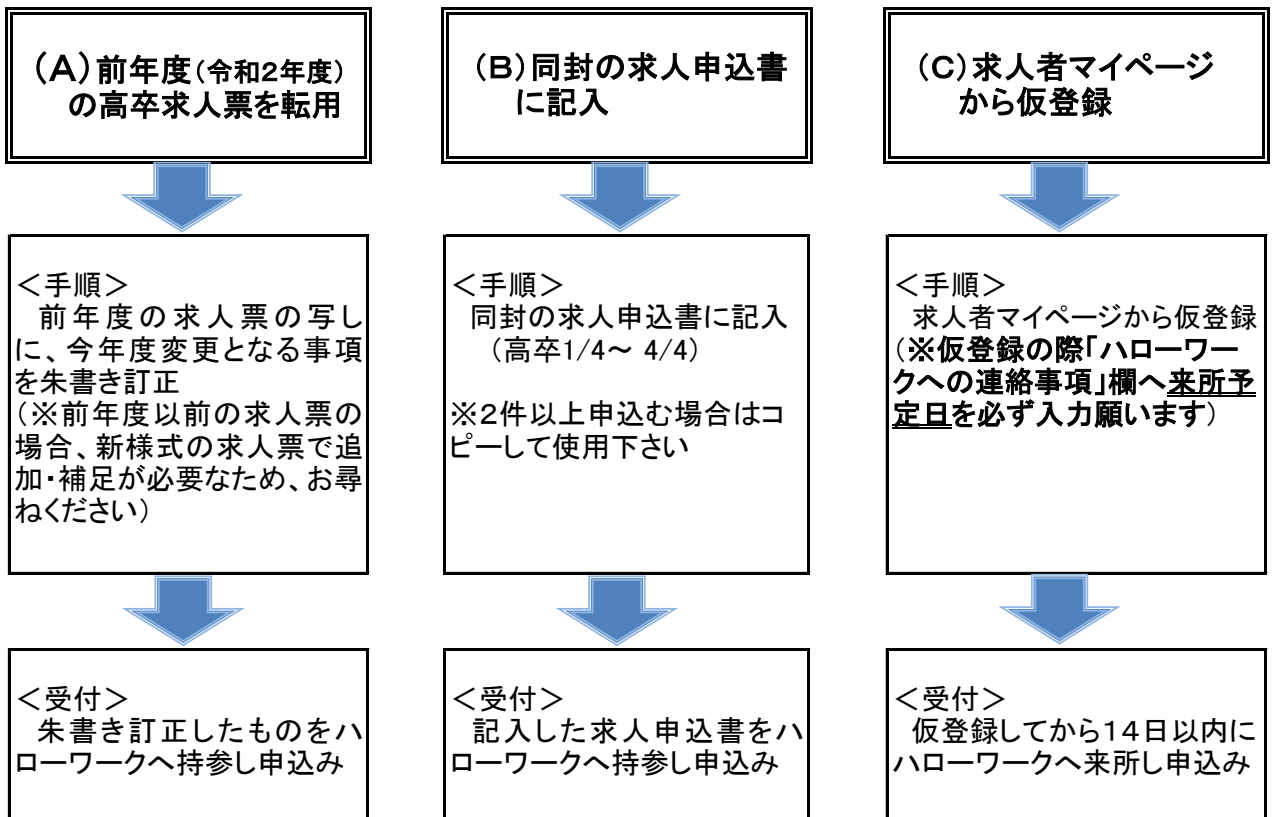 (A)前年度(令和2年度)
の高卒求人票を転用
<手順>
前年度の求人票の写し
に、今年度変更となる事項
を朱書き訂正
(※前年度以前の求人票の
場合、新様式の求人票で追
加・補足が必要なため、お尋
ねください)
<受付>
朱書き訂正したものをハ
ローワークへ持参し申込み
(B)同封の求人申込書
に記入
<手順>
同封の求人申込書に記入
(高卒1/4~ 4/4)
※2件以上申込む場合はコ
ピーして使用下さい
<受付>
記入した求人申込書をハ
ローワークへ持参し申込み
(C)求人者マイページ
から仮登録
<手順>
求人者マイページから仮登録
(※仮登録の際「ハローワー
クへの連絡事項」欄へ来所予
定日を必ず入力願います)
<受付>
仮登録してから14日以内に
ハローワークへ来所し申込み